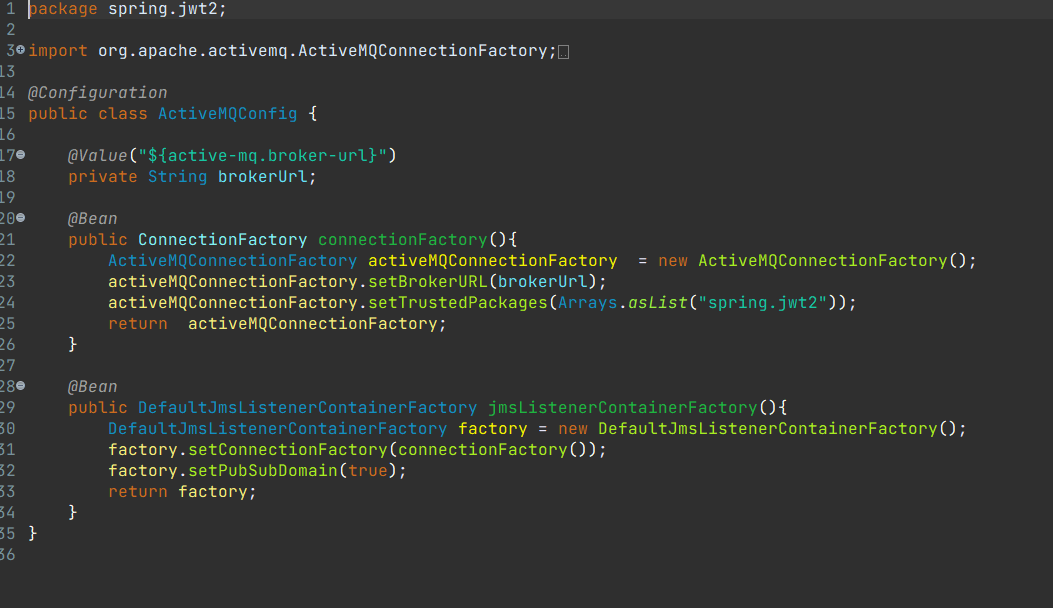 1 package spring.jwt2;
2
3 import org.apache.activemq.ActiveMQConnectionFactory;
13
14 @Configuration
15 public class ActiveMQConfig {
16
17     @Value("${active-mq.broker-url}")
18     private String brokerUrl;
19
20     @Bean
21     public ConnectionFactory connectionFactory(){
22         ActiveMQConnectionFactory activeMQConnectionFactory  = new ActiveMQConnectionFactory();
23         activeMQConnectionFactory.setBrokerURL(brokerUrl);
24         activeMQConnectionFactory.setTrustedPackages(Arrays.asList("spring.jwt2"));
25         return  activeMQConnectionFactory;
26     }
27
28     @Bean
29     public DefaultJmsListenerContainerFactory jmsListenerContainerFactory(){
30         DefaultJmsListenerContainerFactory factory = new DefaultJmsListenerContainerFactory();
31         factory.setConnectionFactory(connectionFactory());
32         factory.setPubSubDomain(true);
33         return factory;
34     }
35 }
36